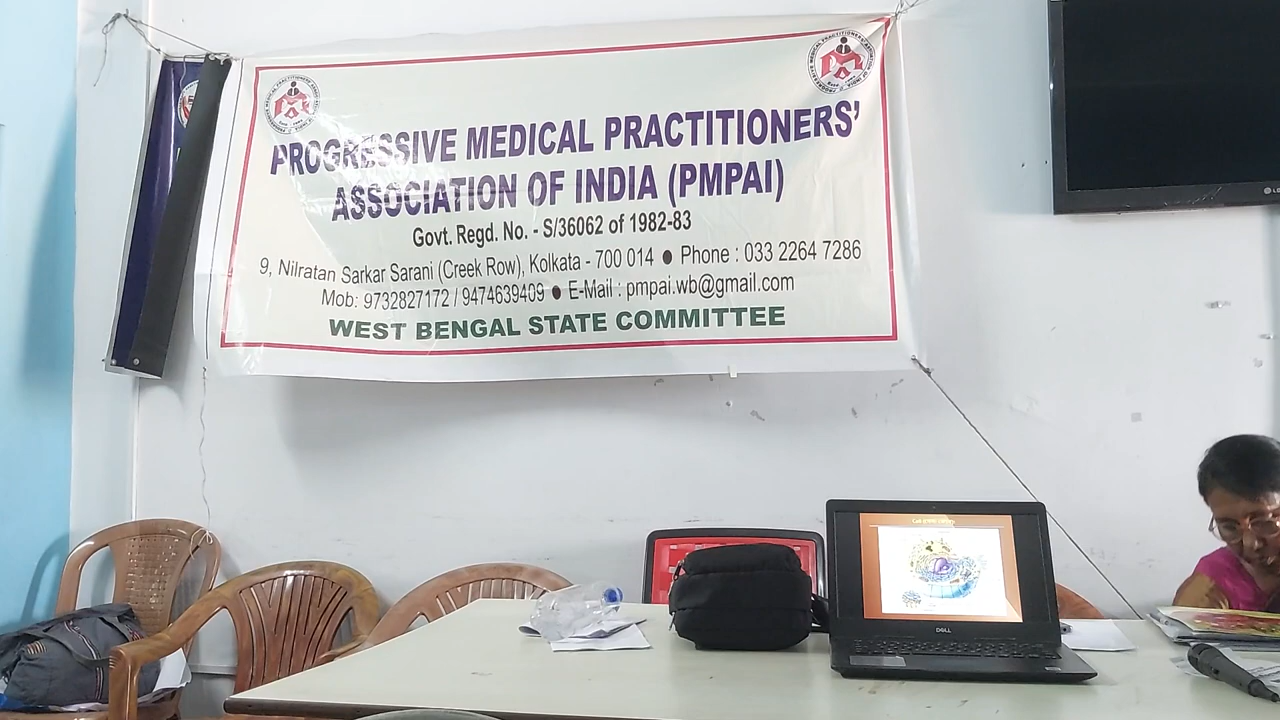 PROGRESSIVE MEDICAL PRACTITIONERS'
ASSOCIATION OF INDIA (PMPAI)
Govt. Regd. No. - S/36062 of 1982-83
9, Nilratan Sarkar Sarani (Creek Row), Kolkata - 700 014 ● Phone : 033 2264 7286
Mob: 9732827172 / 9474639409 ● E-Mail : pmpai.wb@gmail.com
WEST BENGAL STATE COMMITTEE
LG
DELL